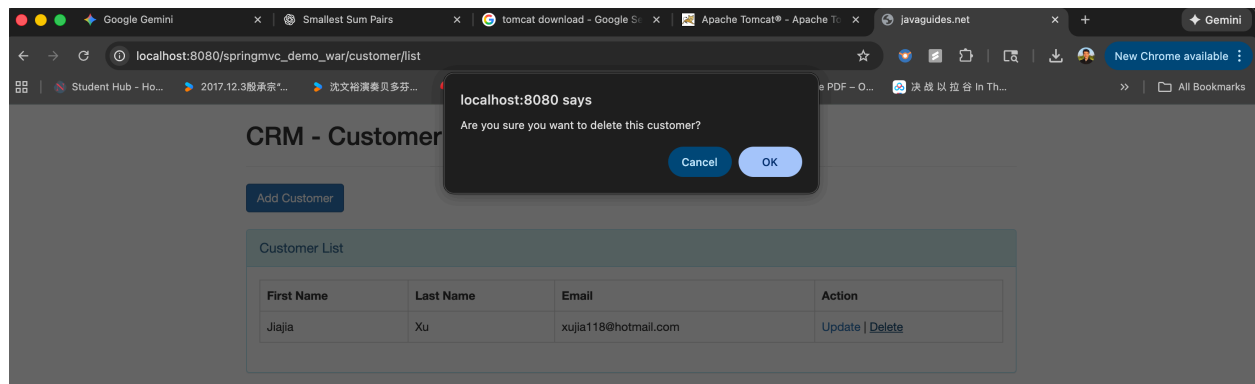 Google Gemini
Smallest Sum Pairs
tomcat download - Google Se
Apache Tomcat® - Apache To
javaguides.net
Gemini
localhost:8080/springmvc_demo_war/customer/list
New Chrome available
Student Hub - Ho...
2017.12.3殷承宗“...
沈文裕演奏贝多芬...
e PDF – O...
决 战 以 拉 谷 In Th...
All Bookmarks
localhost:8080 says
Are you sure you want to delete this customer?
Cancel OK
CRM - Customer
Add Customer
Customer List
First Name Last Name Email Action
Jiajia Xu xujia118@hotmail.com Update | Delete